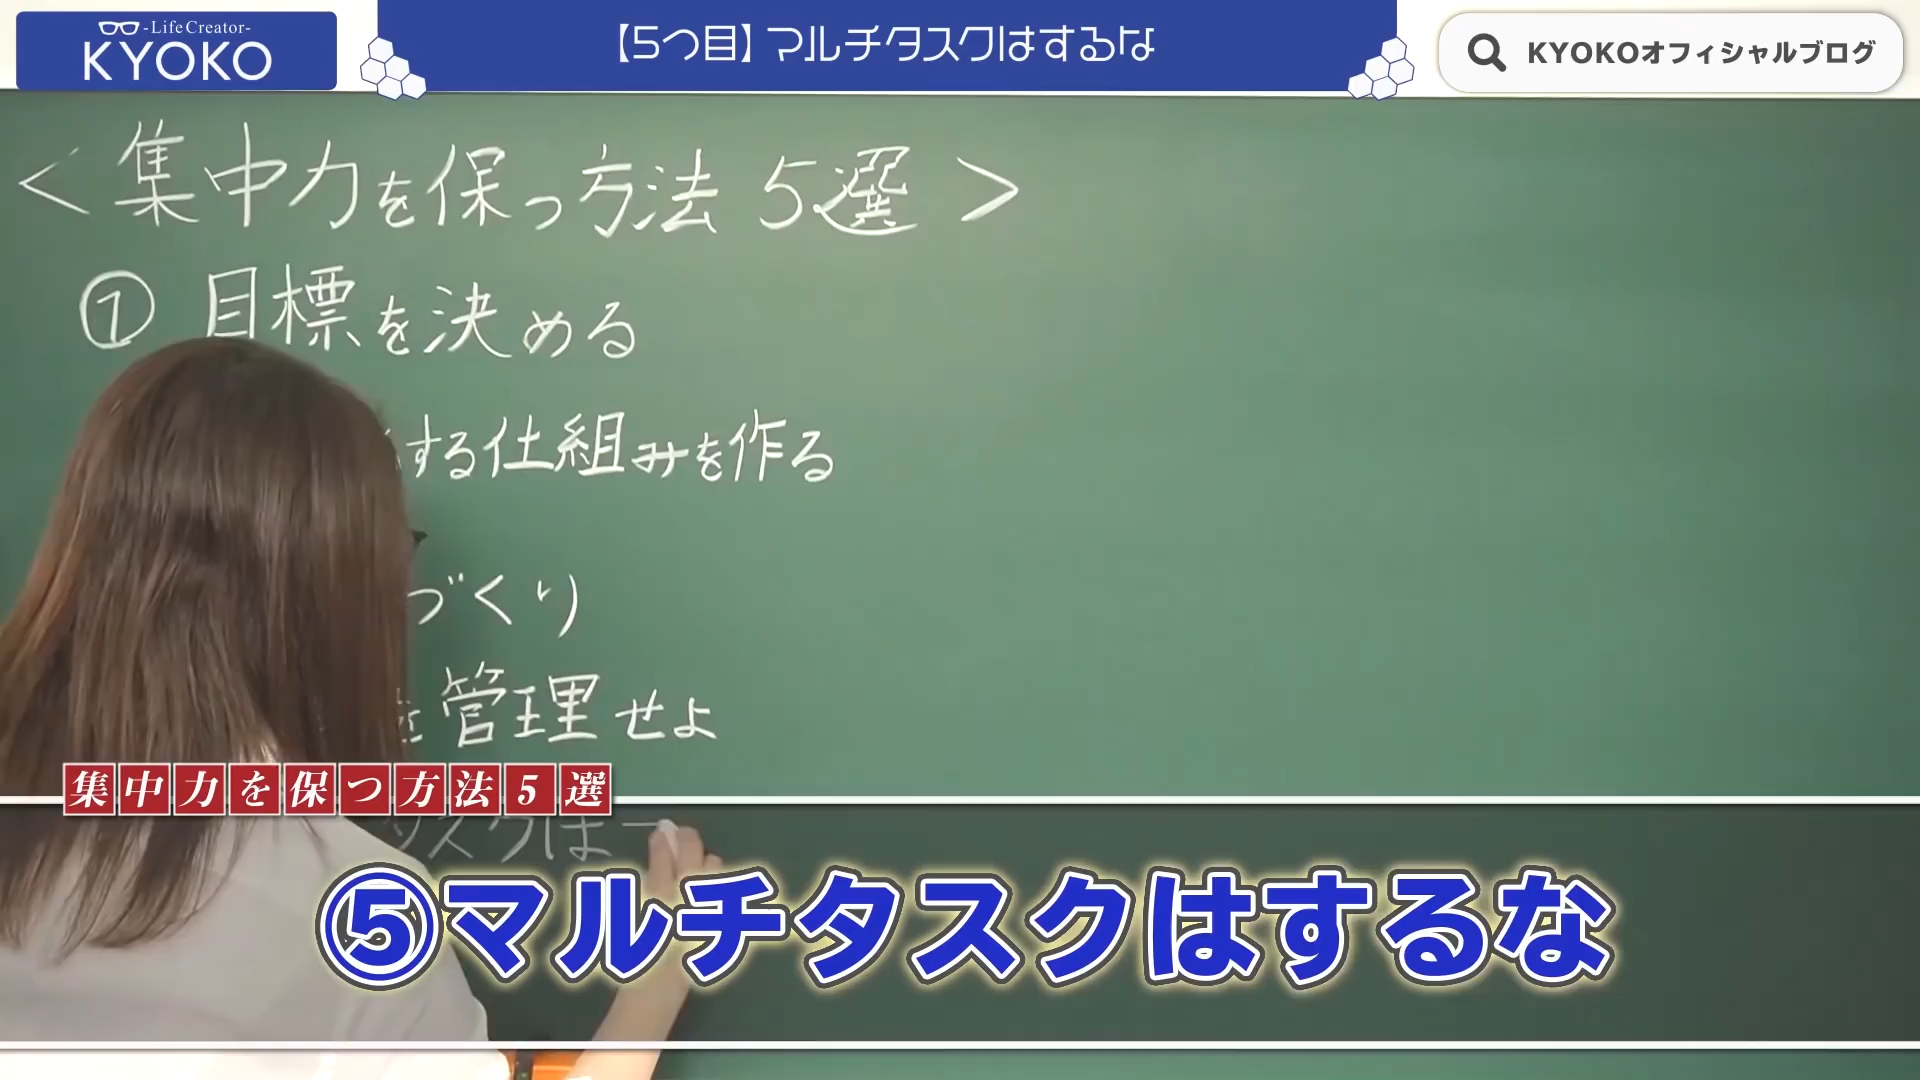 -Life Creator-
KYOKO
【5つ目】マルチタスクはするな
KYOKOオフィシャルブログ
<集中力を保つ方法 5選>
① 目標を決める
する仕組みを作る
づくり
管理せよ
集中力を保つ方法5選
タスクは
⑤マルチタスクはするな